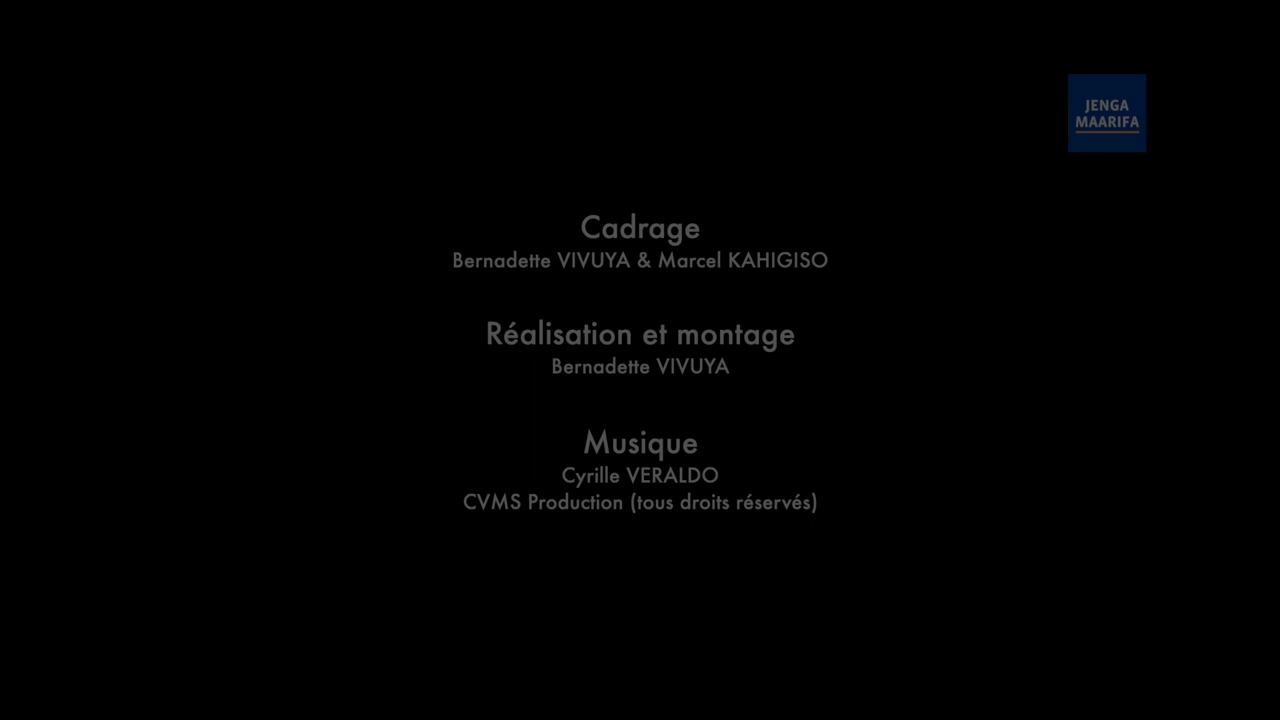 JENGA
MAARIFA
Cadrage
Bernadette VIVUYA & Marcel KAHIGISO
Réalisation et montage
Bernadette VIVUYA
Musique
Cyrille VERALDO
CVMS Production (tous droits réservés)